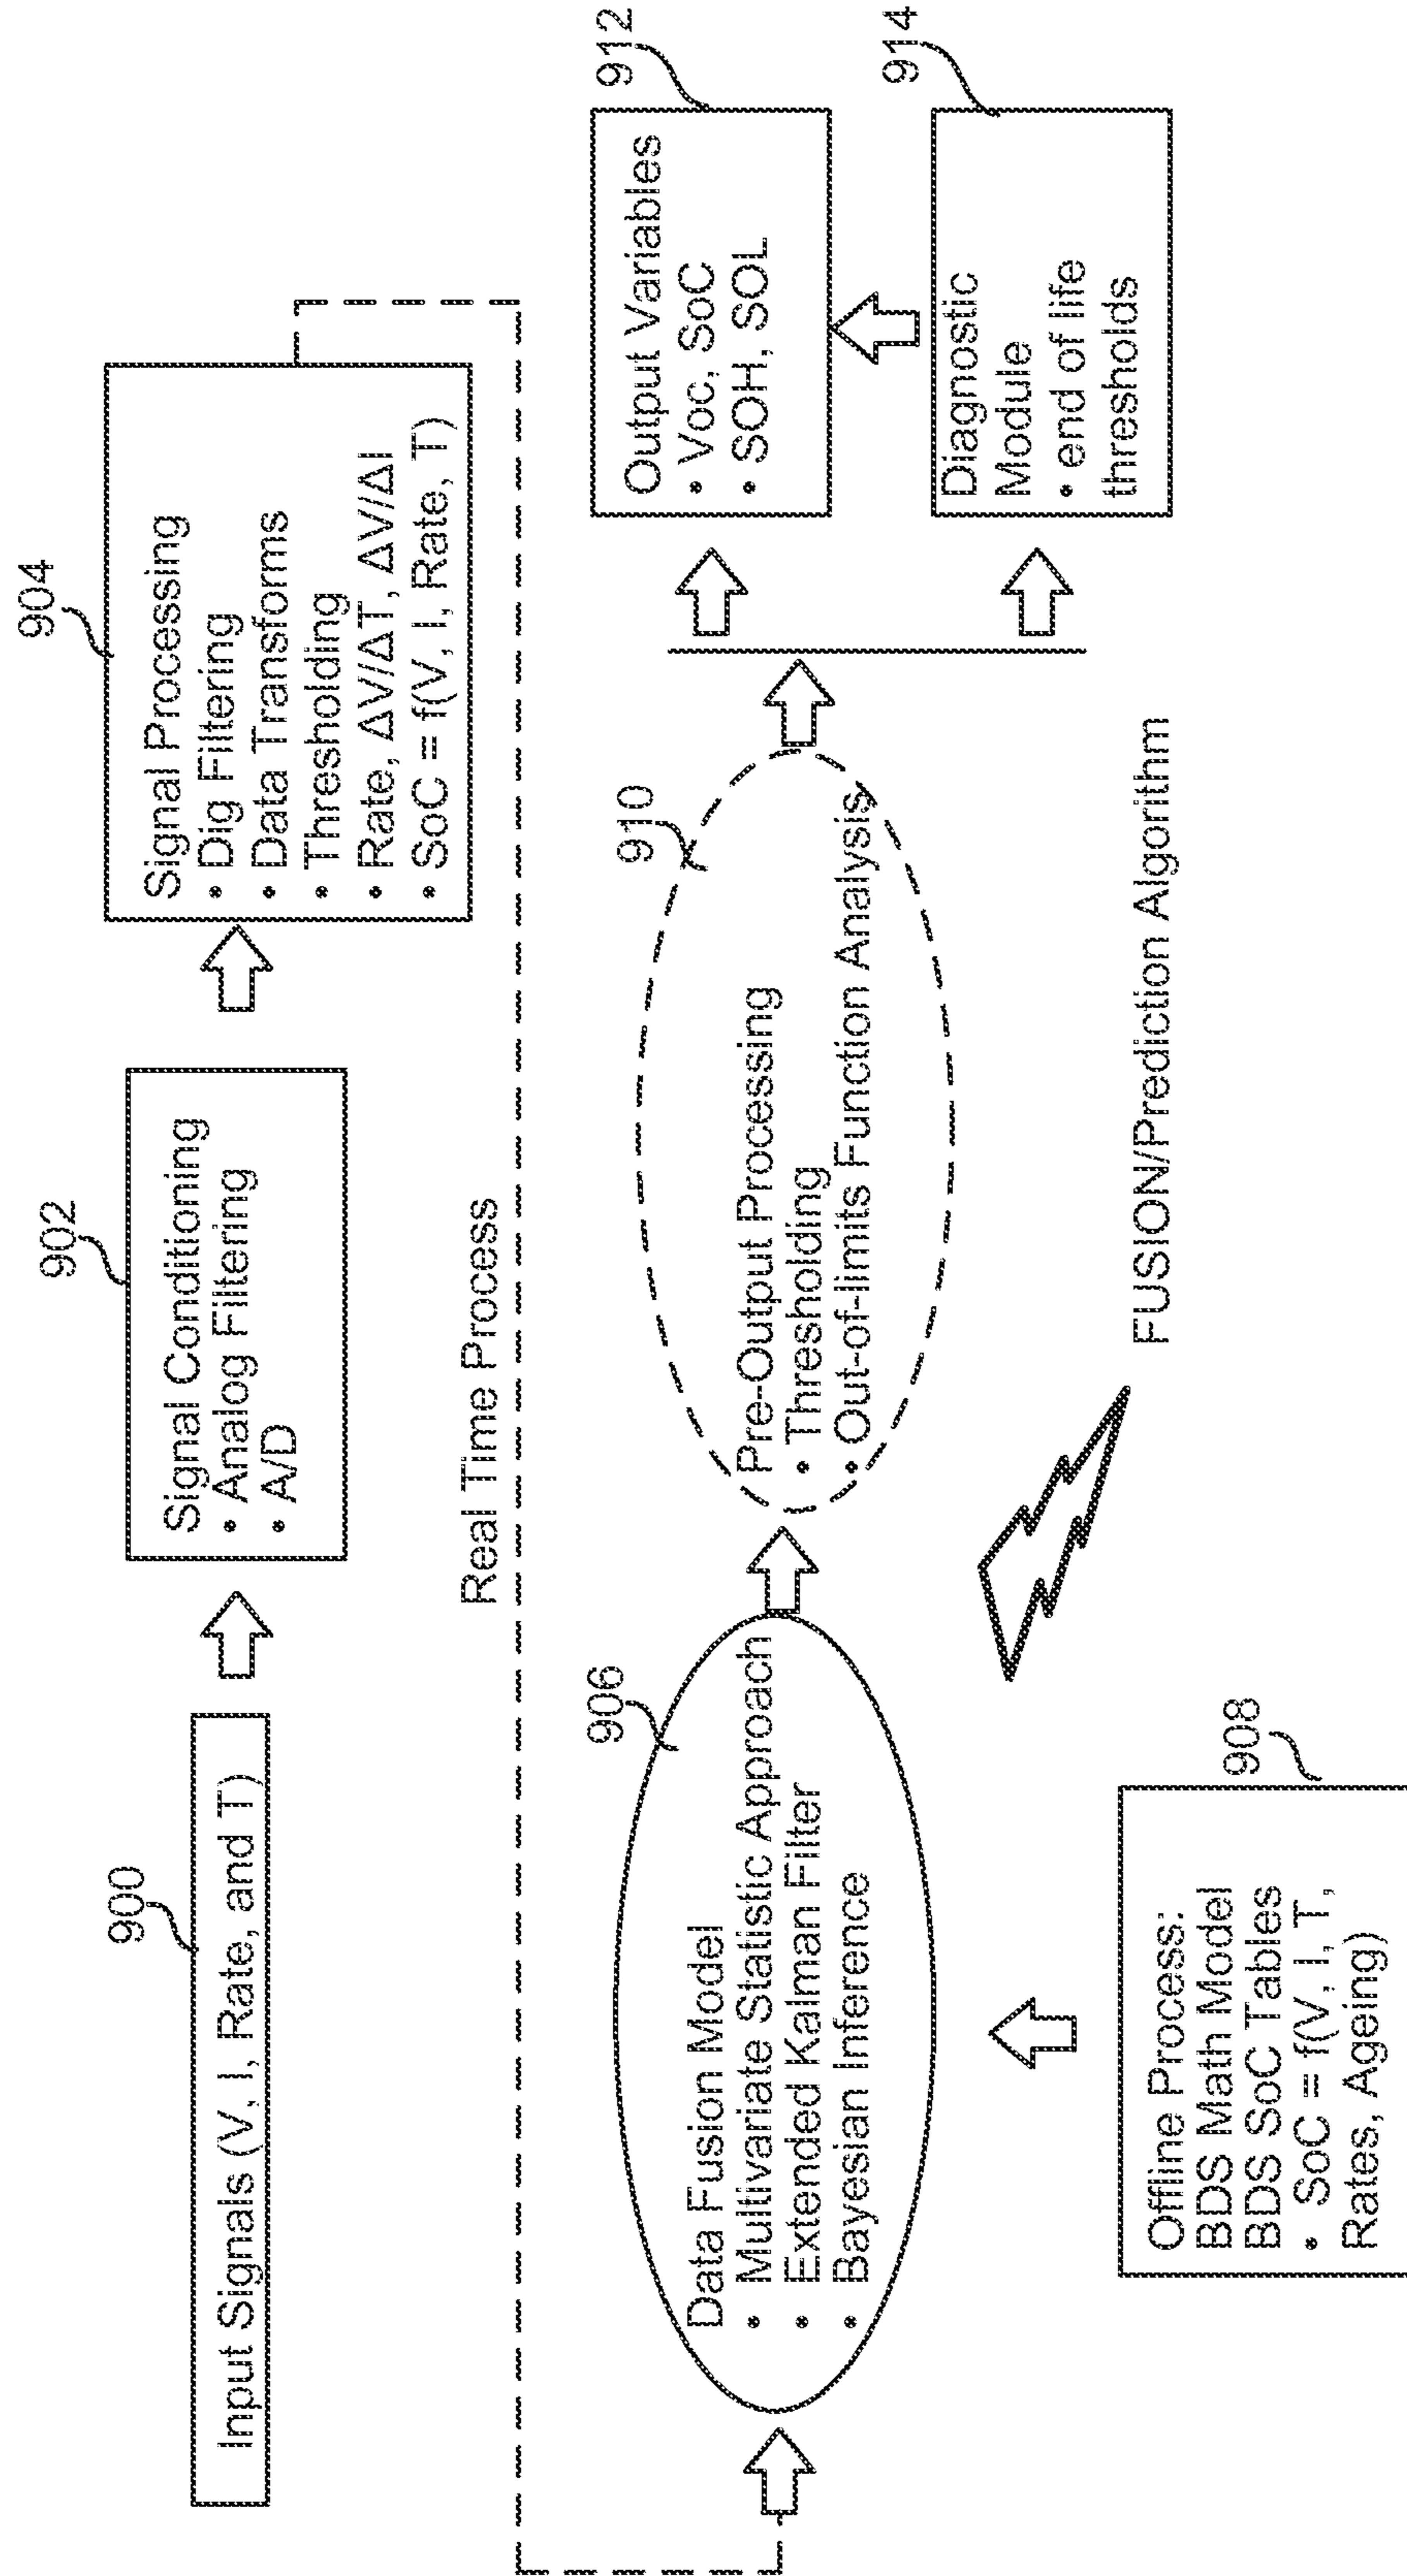 900
Input Signals (V, I, Rate, and T)
902
Signal Conditioning
• Analog Filtering
• A/D
904
Signal Processing
• Dig Filtering
• Data Transforms
• Thresholding
• Rate, ΔV/ΔT, ΔV/ΔI
• SoC = f(V, I, Rate, T)
Real Time Process
906
Data Fusion Model
• Multivariate Statistic Approach
• Extended Kalman Filter
• Bayesian Inference
908
Offline Process:
BDS Math Model
BDS SoC Tables
• SoC = f(V, I, T,
Rates, Ageing)
910
Pre-Output Processing
• Thresholding
• Out-of-limits Function Analysis
FUSION/Prediction Algorithm
912
Output Variables
• Voc, SoC
• SOH, SOL
914
Diagnostic
Module
• end of life
thresholds